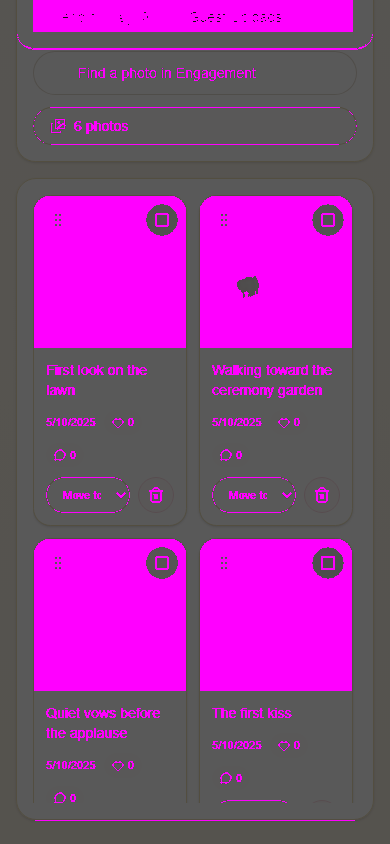 Guest uploads
Find a photo in Engagement
6 photos
First look on the
lawn
5/10/2025 0
0
Move to
Walking toward the
ceremony garden
5/10/2025 0
0
Move to
Quiet vows before
the applause
5/10/2025 0
0
The first kiss
5/10/2025 0
0